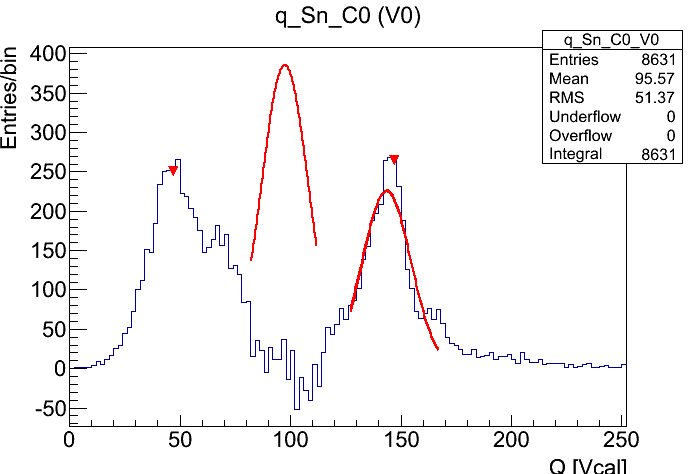 q_Sn_C0 (V0)
q_Sn_C0_V0
Entries 8631
Mean 95.57
RMS 51.37
Underflow 0
Overflow 0
Integral 8631
Entries/bin
400
350
300
250
200
150
100
50
0
-50
0 50 100 150 200 250
Q [Vcal]